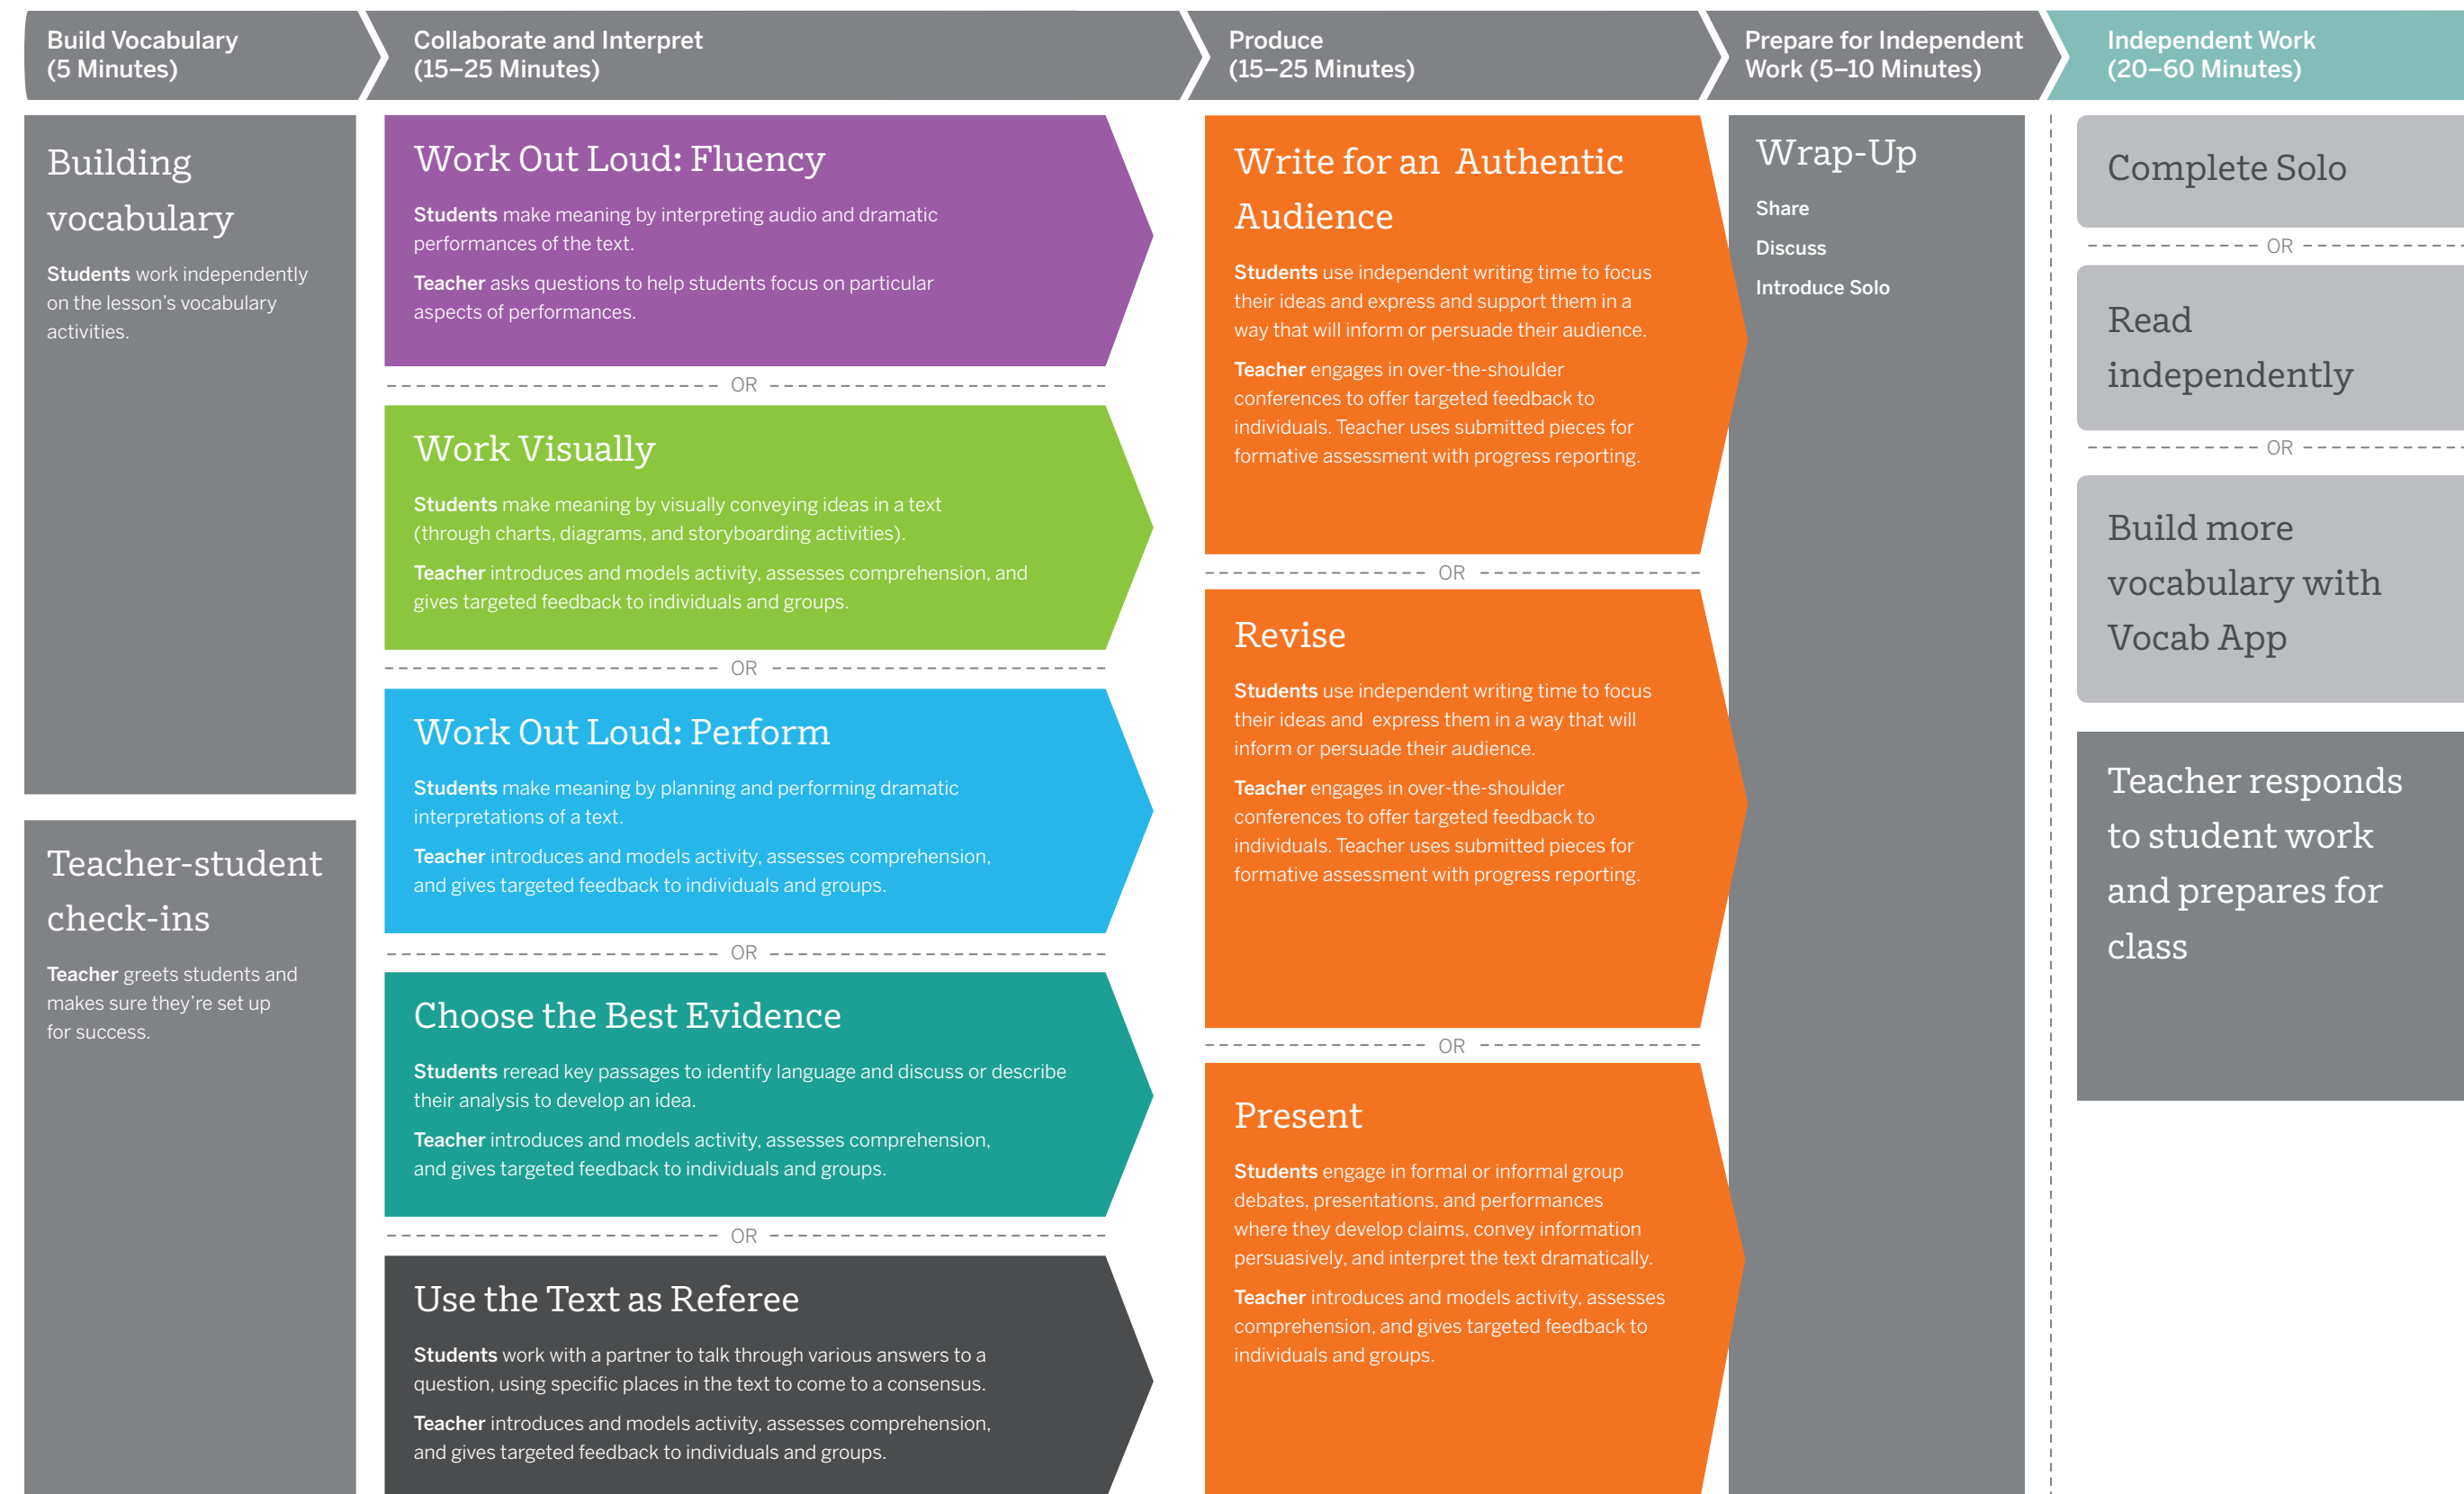 Build Vocabulary
(5 Minutes)
Collaborate and Interpret
(15–25 Minutes)
Produce
(15–25 Minutes)
Prepare for Independent
Work (5–10 Minutes)
Independent Work
(20–60 Minutes)
Building
vocabulary
Students work independently
on the lesson's vocabulary
activities.
Teacher-student
check-ins
Teacher greets students and
makes sure they're set up
for success.
Work Out Loud: Fluency
Students make meaning by interpreting audio and dramatic
performances of the text.
Teacher asks questions to help students focus on particular
aspects of performances.
OR
Work Visually
Students make meaning by visually conveying ideas in a text
(through charts, diagrams, and storyboarding activities).
Teacher introduces and models activity, assesses comprehension, and
gives targeted feedback to individuals and groups.
OR
Work Out Loud: Perform
Students make meaning by planning and performing dramatic
interpretations of a text.
Teacher introduces and models activity, assesses comprehension,
and gives targeted feedback to individuals and groups.
OR
Choose the Best Evidence
Students reread key passages to identify language and discuss or describe
their analysis to develop an idea.
Teacher introduces and models activity, assesses comprehension,
and gives targeted feedback to individuals and groups.
OR
Use the Text as Referee
Students work with a partner to talk through various answers to a
question, using specific places in the text to come to a consensus.
Teacher introduces and models activity, assesses comprehension,
and gives targeted feedback to individuals and groups.
Write for an Authentic
Audience
Students use independent writing time to focus
their ideas and express and support them in a
way that will inform or persuade their audience.
Teacher engages in over-the-shoulder
conferences to offer targeted feedback to
individuals. Teacher uses submitted pieces for
formative assessment with progress reporting.
OR
Revise
Students use independent writing time to focus
their ideas and express them in a way that will
inform or persuade their audience.
Teacher engages in over-the-shoulder
conferences to offer targeted feedback to
individuals. Teacher uses submitted pieces for
formative assessment with progress reporting.
OR
Present
Students engage in formal or informal group
debates, presentations, and performances
where they develop claims, convey information
persuasively, and interpret the text dramatically.
Teacher introduces and models activity, assesses
comprehension, and gives targeted feedback to
individuals and groups.
Wrap-Up
Share
Discuss
Introduce Solo
Complete Solo
OR
Read
independently
OR
Build more
vocabulary with
Vocab App
Teacher responds
to student work
and prepares for
class